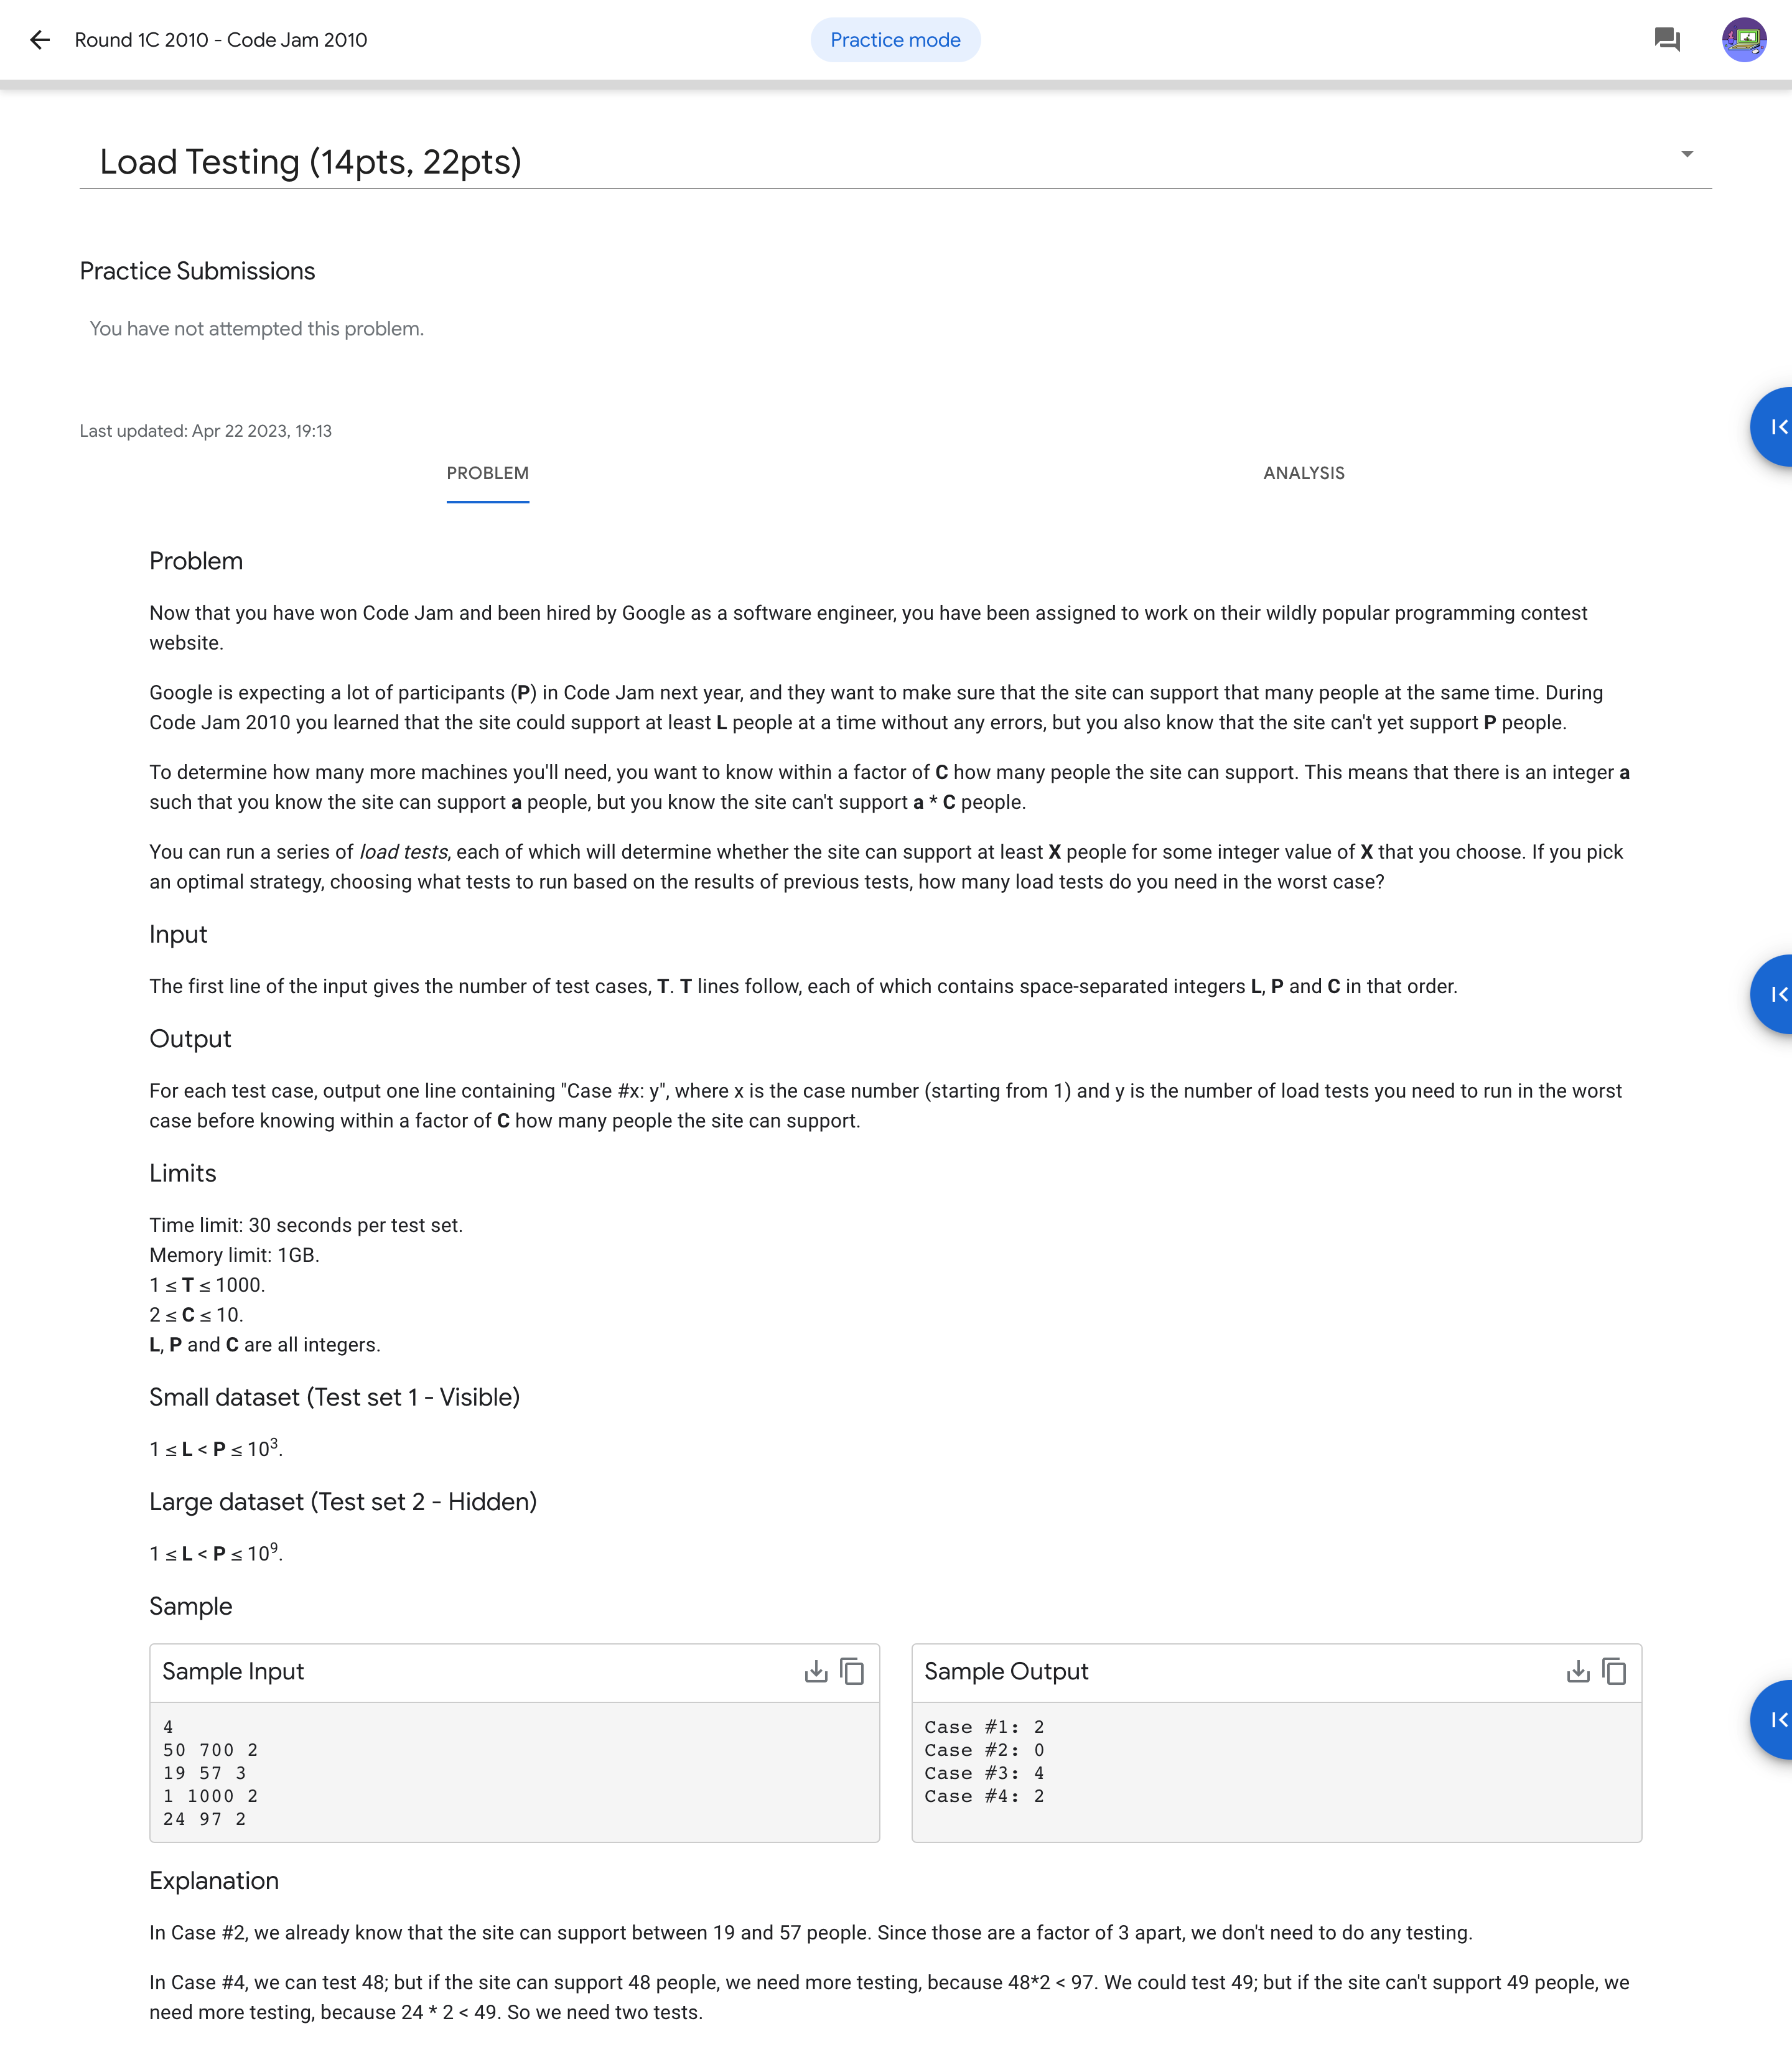 Round 1C 2010 - Code Jam 2010
Practice mode
Load Testing (14pts, 22pts)
Practice Submissions
You have not attempted this problem.
Last updated: Apr 22 2023, 19:13
PROBLEM
ANALYSIS
Problem
Now that you have won Code Jam and been hired by Google as a software engineer, you have been assigned to work on their wildly popular programming contest
website.
Google is expecting a lot of participants (P) in Code Jam next year, and they want to make sure that the site can support that many people at the same time. During
Code Jam 2010 you learned that the site could support at least L people at a time without any errors, but you also know that the site can't yet support P people.
To determine how many more machines you'll need, you want to know within a factor of C how many people the site can support. This means that there is an integer a
such that you know the site can support a people, but you know the site can't support a * C people.
You can run a series of load tests, each of which will determine whether the site can support at least X people for some integer value of X that you choose. If you pick
an optimal strategy, choosing what tests to run based on the results of previous tests, how many load tests do you need in the worst case?
Input
The first line of the input gives the number of test cases, T. T lines follow, each of which contains space-separated integers L, P and C in that order.
Output
For each test case, output one line containing "Case #x: y", where x is the case number (starting from 1) and y is the number of load tests you need to run in the worst
case before knowing within a factor of C how many people the site can support.
Limits
Time limit: 30 seconds per test set.
Memory limit: 1GB.
1 ≤ T ≤ 1000.
2 ≤ C ≤ 10.
L, P and C are all integers.
Small dataset (Test set 1 - Visible)
1 ≤ L < P ≤ 10³.
Large dataset (Test set 2 - Hidden)
1 ≤ L < P ≤ 10⁹.
Sample
Sample Input
4
50 700 2
19 57 3
1 1000 2
24 97 2
Sample Output
Case #1: 2
Case #2: 0
Case #3: 4
Case #4: 2
Explanation
In Case #2, we already know that the site can support between 19 and 57 people. Since those are a factor of 3 apart, we don't need to do any testing.
In Case #4, we can test 48; but if the site can support 48 people, we need more testing, because 48*2 < 97. We could test 49; but if the site can't support 49 people, we
need more testing, because 24 * 2 < 49. So we need two tests.